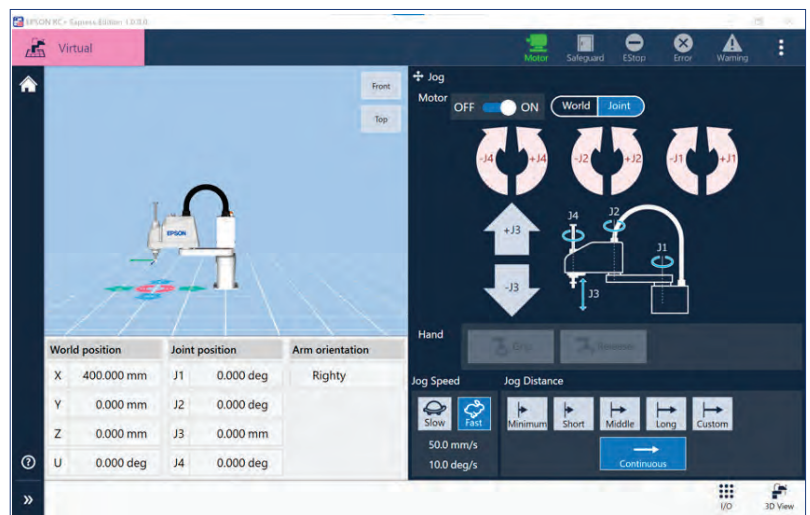 EPSON RC+ Express Edition 1.0.0.0
Virtual
Motor Safeguard EStop Error Warning
Front
Top
EPSON
Jog
Motor OFF ON World Joint
-J4 +J4 -J2 +J2 -J1 +J1
+J3
-J3
J4 J2 J1 J3
Hand
World position Joint position Arm orientation
X 400.000 mm J1 0.000 deg Righty
Y 0.000 mm J2 0.000 deg
Z 0.000 mm J3 0.000 mm
U 0.000 deg J4 0.000 deg
Jog Speed Jog Distance
Slow Fast Minimum Short Middle Long Custom
50.0 mm/s
10.0 deg/s
Continuous
I/O 3D View